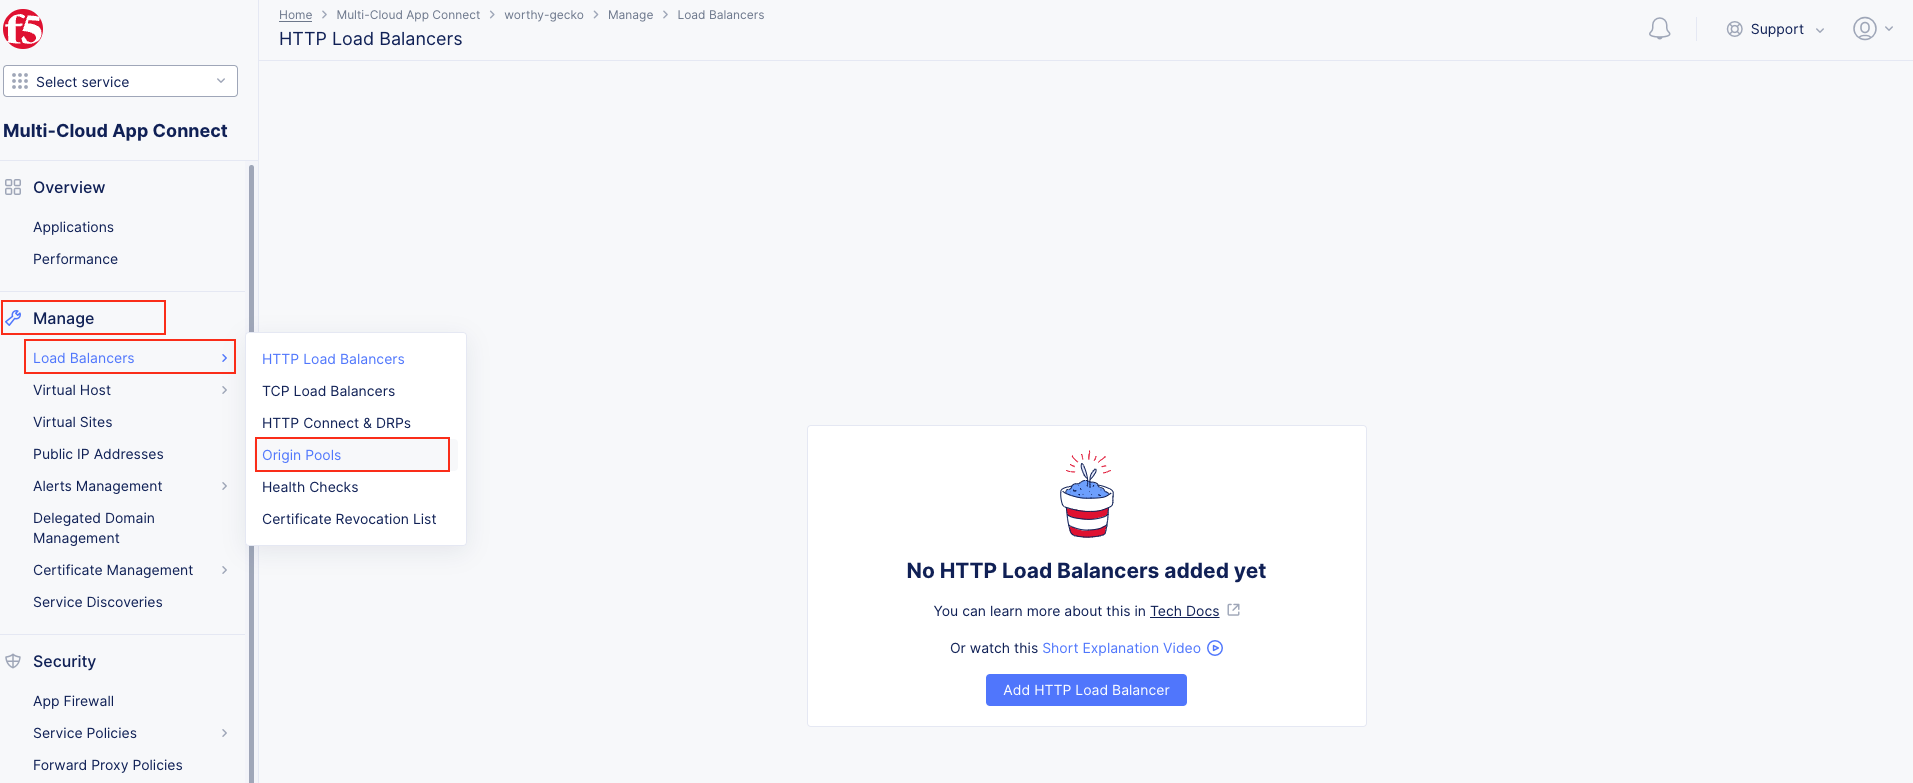 f5
Home > Multi-Cloud App Connect > worthy-gecko > Manage > Load Balancers
HTTP Load Balancers
Support
Select service
Multi-Cloud App Connect
Overview
Applications
Performance
Manage
Load Balancers
Virtual Host
Virtual Sites
Public IP Addresses
Alerts Management
Delegated Domain
Management
Certificate Management
Service Discoveries
Security
App Firewall
Service Policies
Forward Proxy Policies
HTTP Load Balancers
TCP Load Balancers
HTTP Connect & DRPs
Origin Pools
Health Checks
Certificate Revocation List
No HTTP Load Balancers added yet
You can learn more about this in Tech Docs
Or watch this Short Explanation Video
Add HTTP Load Balancer